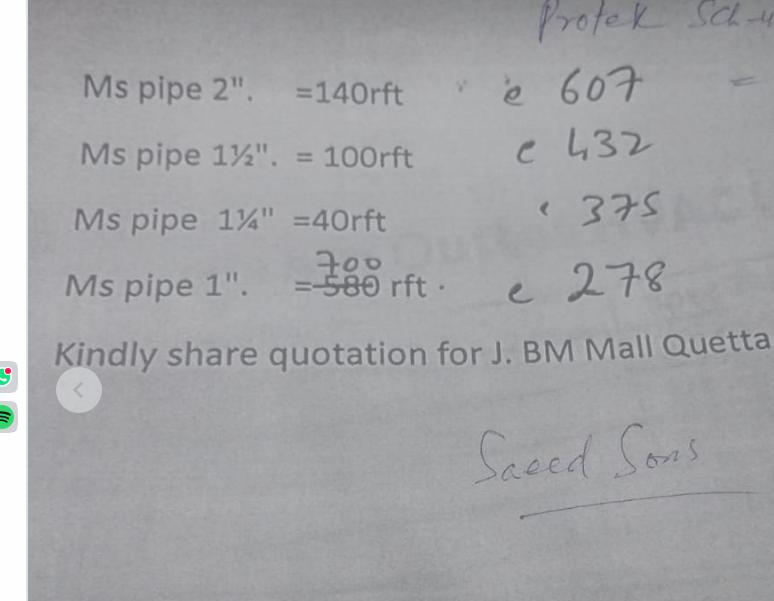 Protek Sch-4
Ms pipe 2". =140rft @ 607 =
Ms pipe 1½". = 100rft @ 432
Ms pipe 1¼" =40rft 375
Ms pipe 1". =580 700 rft . @ 278
Kindly share quotation for J. BM Mall Quetta
Saeed Sons